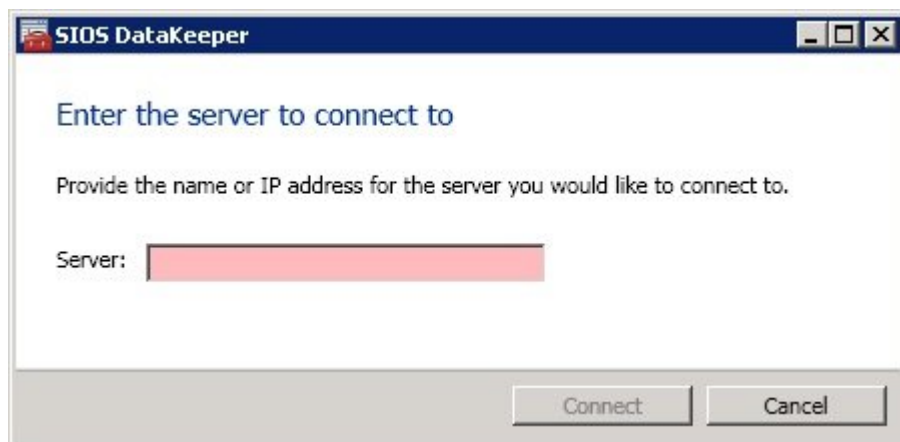 SIOS DataKeeper
Enter the server to connect to
Provide the name or IP address for the server you would like to connect to.
Server:
Connect Cancel